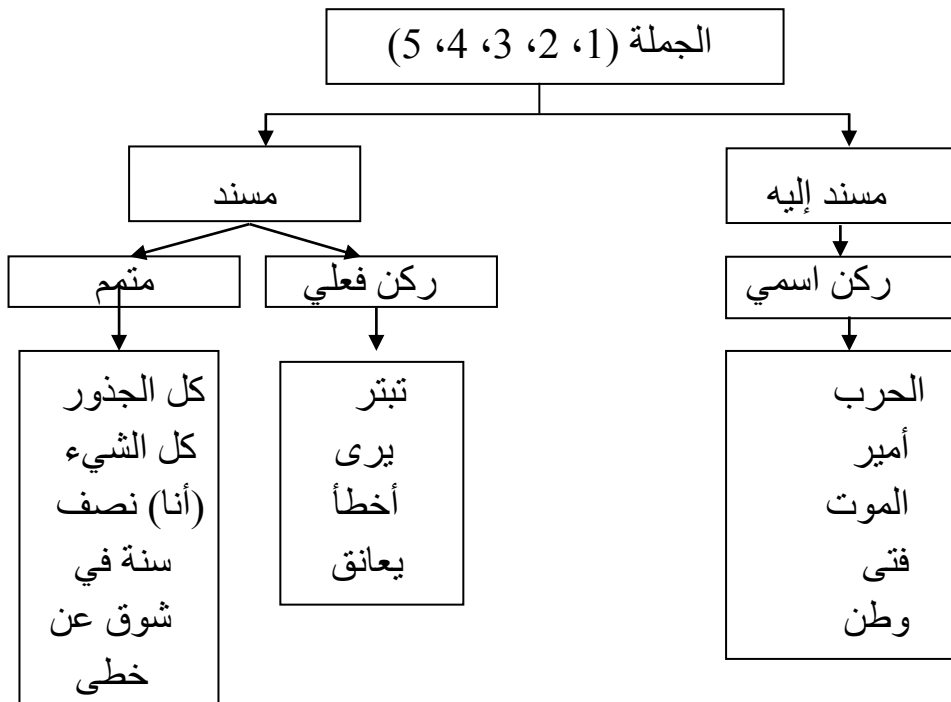 الجملة (1، 2، 3، 4، 5)
مسند إليه
مسند
ركن اسمي
ركن فعلي
متمم
الحرب
أمير
الموت
فتى
وطن
تبتر
يرى
أخطأ
يعانق
كل الجذور
كل الشيء
(أنا) نصف
سنة في
شوق عن
خطى